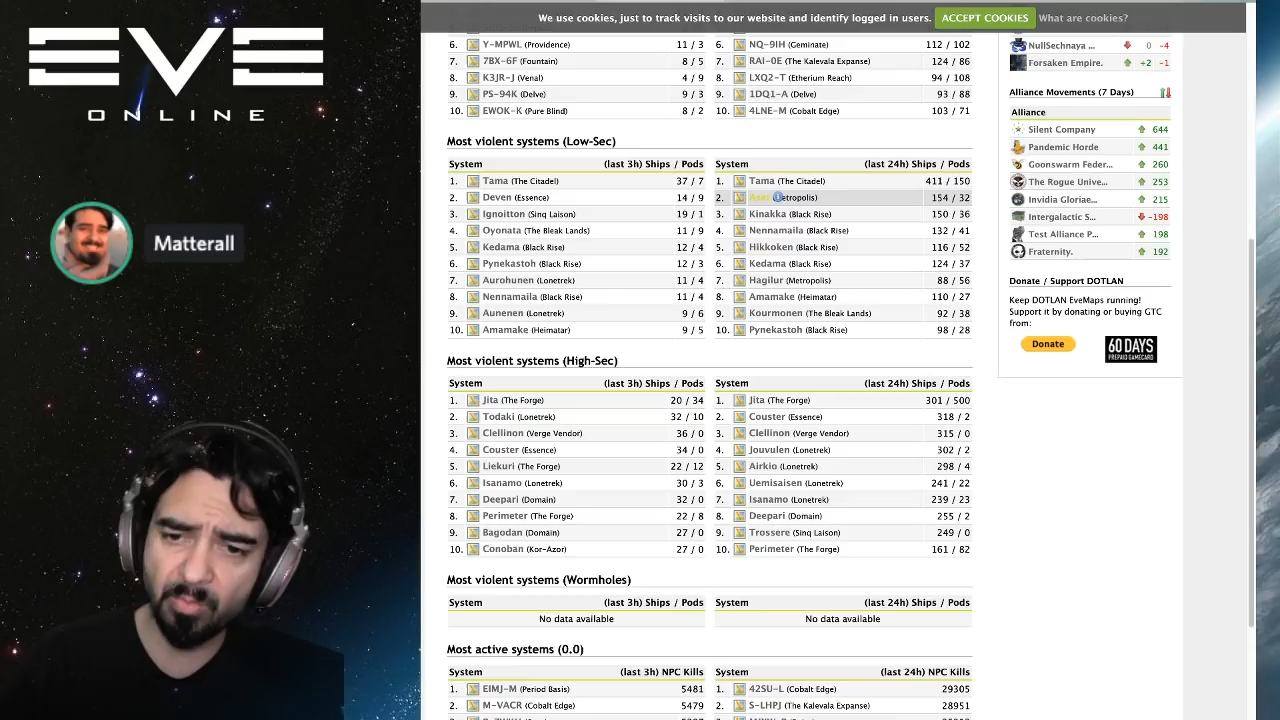 EVE
ONLINE
Matterall
We use cookies, just to track visits to our website and identify logged in users. ACCEPT COOKIES What are cookies?
6. Y-MPWL (Providence) 11 / 3
7. 7BX-6F (Fountain) 8 / 5
8. K3JR-J (Venal) 4 / 9
9. PS-94K (Delve) 9 / 3
10. EWOK-K (Pure Blind) 8 / 2
6. NQ-9IH (Geminate) 112 / 102
7. RAI-0E (The Kalevala Expanse) 124 / 86
8. LXQ2-T (Etherium Reach) 94 / 108
9. 1DQ1-A (Delve) 93 / 88
10. 4LNE-M (Cobalt Edge) 103 / 71
Most violent systems (Low-Sec)
System (last 3h) Ships / Pods
1. Tama (The Citadel) 37 / 7
2. Deven (Essence) 14 / 9
3. Ignoitton (Sinq Laison) 19 / 1
4. Oyonata (The Bleak Lands) 11 / 9
5. Kedama (Black Rise) 12 / 4
6. Pynekastoh (Black Rise) 12 / 3
7. Aurohunen (Lonetrek) 11 / 4
8. Nennamaila (Black Rise) 11 / 4
9. Aunenen (Lonetrek) 9 / 6
10. Amamake (Heimatar) 9 / 5
System (last 24h) Ships / Pods
1. Tama (The Citadel) 411 / 150
2. etropolis) 154 / 32
3. Kinakka (Black Rise) 150 / 36
4. Nennamaila (Black Rise) 132 / 41
5. Hikkoken (Black Rise) 116 / 52
6. Kedama (Black Rise) 124 / 37
7. Hagilur (Metropolis) 88 / 56
8. Amamake (Heimatar) 110 / 27
9. Kourmonen (The Bleak Lands) 92 / 38
10. Pynekastoh (Black Rise) 98 / 28
Most violent systems (High-Sec)
System (last 3h) Ships / Pods
1. Jita (The Forge) 20 / 34
2. Todaki (Lonetrek) 32 / 10
3. Clellinon (Verge Vendor) 36 / 0
4. Couster (Essence) 34 / 0
5. Liekuri (The Forge) 22 / 12
6. Isanamo (Lonetrek) 30 / 3
7. Deepari (Domain) 32 / 0
8. Perimeter (The Forge) 22 / 8
9. Bagodan (Domain) 27 / 0
10. Conoban (Kor-Azor) 27 / 0
System (last 24h) Ships / Pods
1. Jita (The Forge) 301 / 500
2. Couster (Essence) 318 / 2
3. Clellinon (Verge Vendor) 315 / 0
4. Jouvulen (Lonetrek) 302 / 2
5. Airkio (Lonetrek) 298 / 4
6. Uemisaisen (Lonetrek) 241 / 22
7. Isanamo (Lonetrek) 239 / 23
8. Deepari (Domain) 255 / 2
9. Trossere (Sinq Laison) 249 / 0
10. Perimeter (The Forge) 161 / 82
Most violent systems (Wormholes)
System (last 3h) Ships / Pods
No data available
System (last 24h) Ships / Pods
No data available
Most active systems (0.0)
System (last 3h) NPC Kills
1. EIMJ-M (Period Basis) 5481
2. M-VACR (Cobalt Edge) 5479
System (last 24h) NPC Kills
1. 42SU-L (Cobalt Edge) 29305
2. S-LHPJ (The Kalevala Expanse) 28951
NullSechnaya ... 0 -4
Forsaken Empire. +2 -1
Alliance Movements (7 Days)
Alliance
Silent Company 644
Pandemic Horde 441
Goonswarm Feder... 260
The Rogue Unive... 253
Invidia Gloriae... 199
Intergalactic S... -198
Test Alliance P... 198
Fraternity. 192
Donate / Support DOTLAN
Keep DOTLAN EveMaps running!
Support it by donating or buying GTC
from:
Donate
60 DAYS
PREPAID GAMECARD